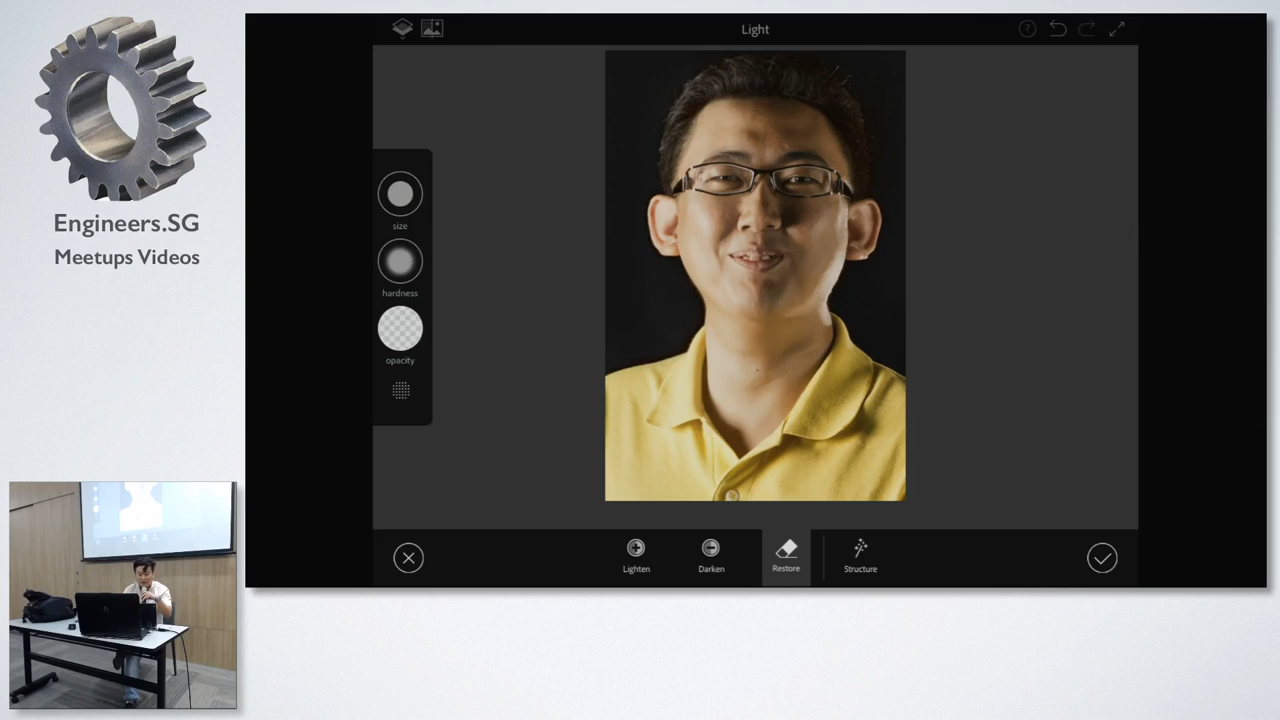 Engineers.SG
Meetups Videos
Light
?
size
hardness
opacity
Lighten
Darken
Restore
Structure